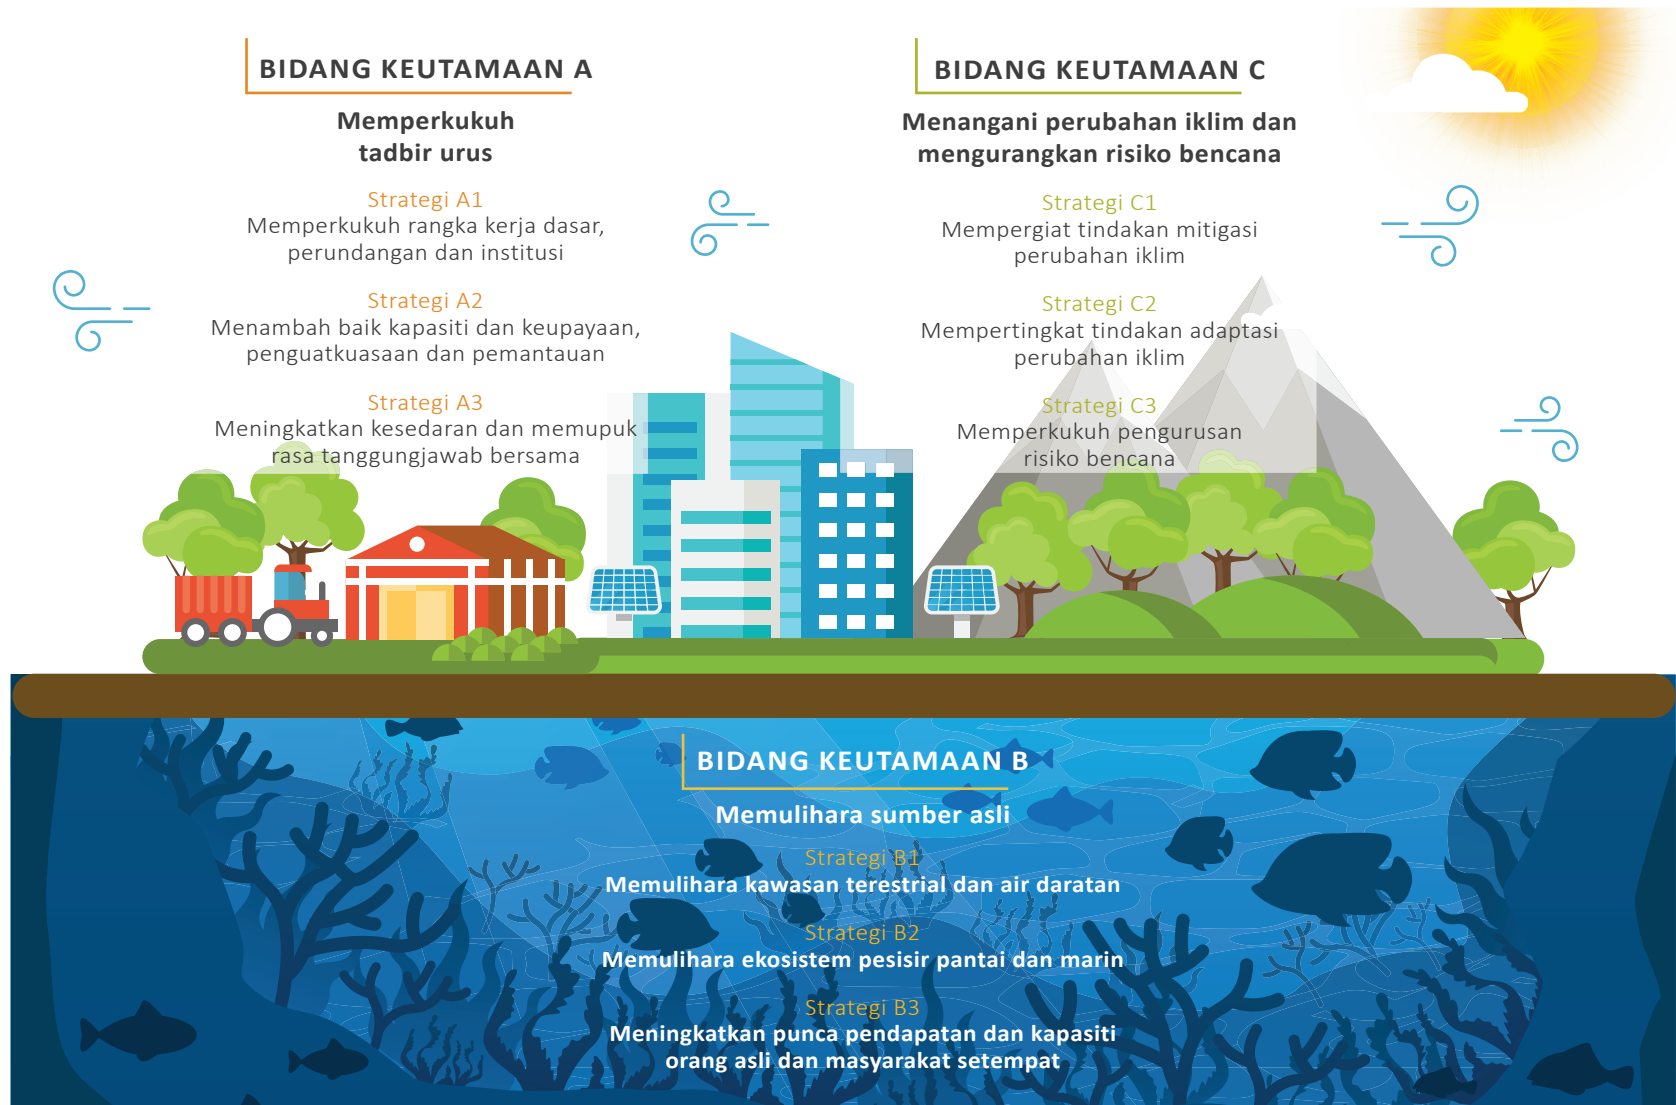 BIDANG KEUTAMAAN A
Memperkukuh
tadbir urus
Strategi A1
Memperkukuh rangka kerja dasar,
perundangan dan institusi
Strategi A2
Menambah baik kapasiti dan keupayaan,
penguatkuasaan dan pemantauan
Strategi A3
Meningkatkan kesedaran dan memupuk
rasa tanggungjawab bersama
BIDANG KEUTAMAAN C
Menangani perubahan iklim dan
mengurangkan risiko bencana
Strategi C1
Mempergiat tindakan mitigasi
perubahan iklim
Strategi C2
Mempertingkat tindakan adaptasi
perubahan iklim
Strategi C3
Memperkukuh pengurusan
risiko bencana
BIDANG KEUTAMAAN B
Memulihara sumber asli
Strategi B1
Memulihara kawasan terestrial dan air daratan
Strategi B2
Memulihara ekosistem pesisir pantai dan marin
Strategi B3
Meningkatkan punca pendapatan dan kapasiti
orang asli dan masyarakat setempat